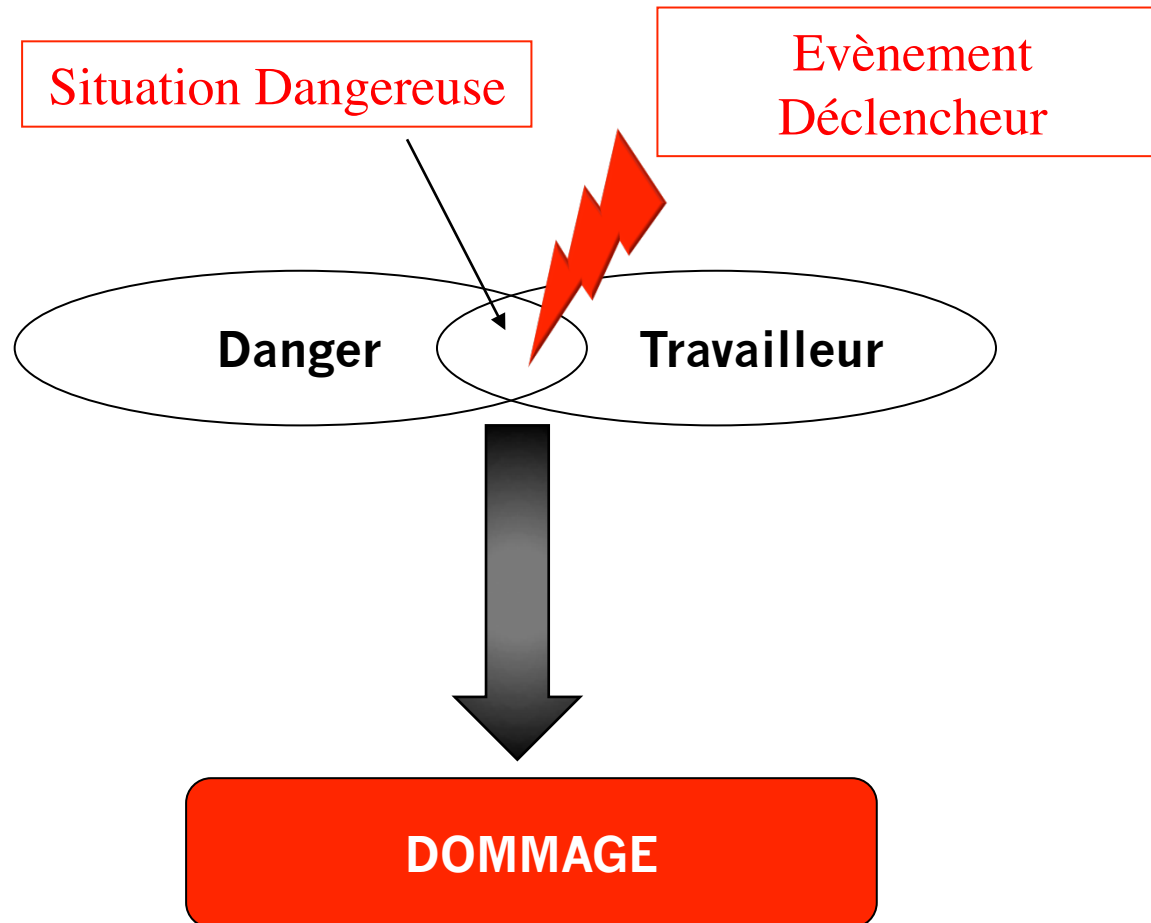 Situation Dangereuse
Evènement
Déclencheur
Danger
Travailleur
DOMMAGE